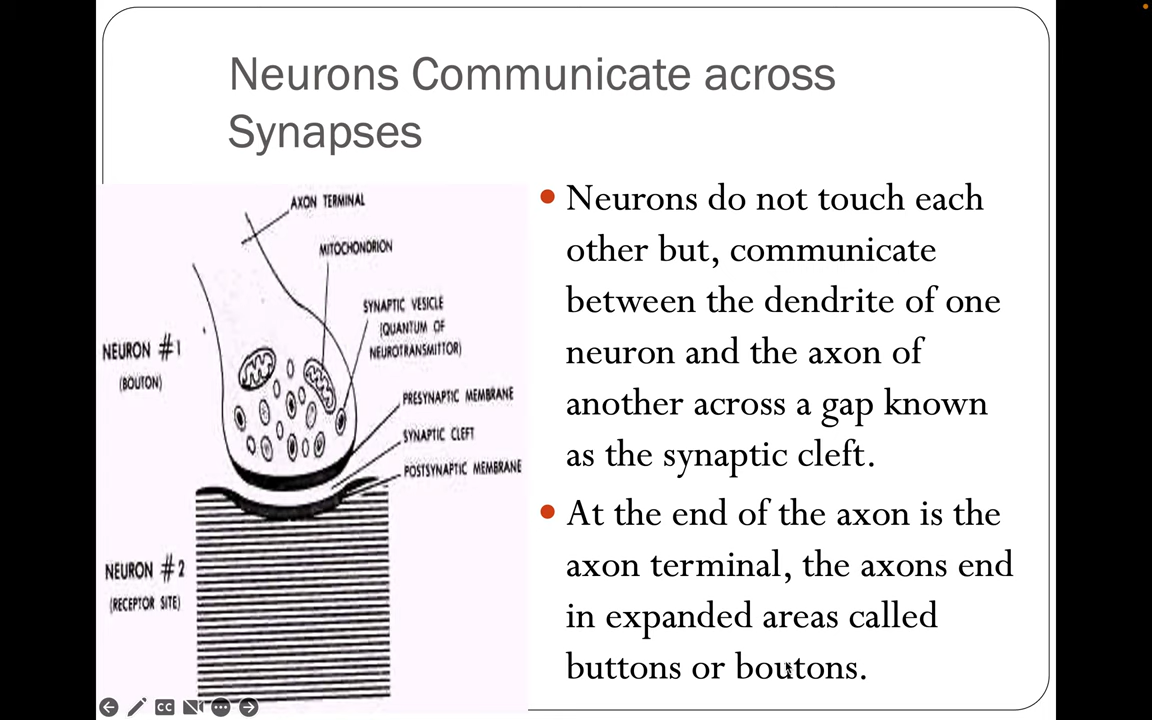 Neurons Communicate across
Synapses
AXON TERMINAL
MITOCHONDRION
SYNAPTIC VESICLE
(QUANTUM OF
NEUROTRANSMITTOR)
NEURON #1
(BOUTON)
PRESYNAPTIC MEMBRANE
SYNAPTIC CLEFT
POSTSYNAPTIC MEMBRANE
NEURON #2
(RECEPTOR SITE)
• Neurons do not touch each
other but, communicate
between the dendrite of one
neuron and the axon of
another across a gap known
as the synaptic cleft.
• At the end of the axon is the
axon terminal, the axons end
in expanded areas called
buttons or boutons.
CC